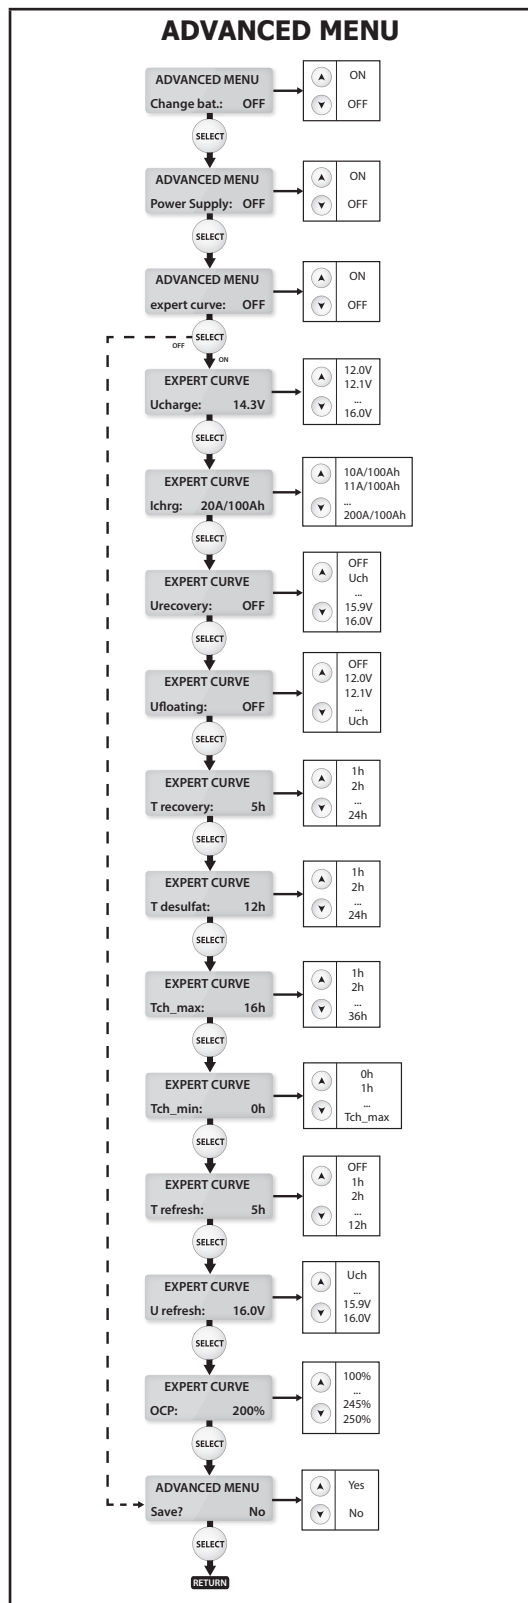 ADVANCED MENU
ADVANCED MENU
Change bat.: OFF
ON
OFF
SELECT
ADVANCED MENU
Power Supply: OFF
ON
OFF
SELECT
ADVANCED MENU
expert curve: OFF
ON
OFF
SELECT
OFF
ON
EXPERT CURVE
Ucharge: 14.3V
12.0V
12.1V
...
16.0V
SELECT
EXPERT CURVE
Ichrg: 20A/100Ah
10A/100Ah
11A/100Ah
...
200A/100Ah
SELECT
EXPERT CURVE
Urecovery: OFF
OFF
Uch
...
15.9V
16.0V
SELECT
EXPERT CURVE
Ufloating: OFF
OFF
12.0V
12.1V
...
Uch
SELECT
EXPERT CURVE
T recovery: 5h
1h
2h
...
24h
SELECT
EXPERT CURVE
T desulfat: 12h
1h
2h
...
24h
SELECT
EXPERT CURVE
Tch_max: 16h
1h
2h
...
36h
SELECT
EXPERT CURVE
Tch_min: 0h
0h
1h
...
Tch_max
SELECT
EXPERT CURVE
T refresh: 5h
OFF
1h
2h
...
12h
SELECT
EXPERT CURVE
U refresh: 16.0V
Uch
...
15.9V
16.0V
SELECT
EXPERT CURVE
OCP: 200%
100%
...
245%
250%
SELECT
ADVANCED MENU
Save? No
Yes
No
SELECT
RETURN